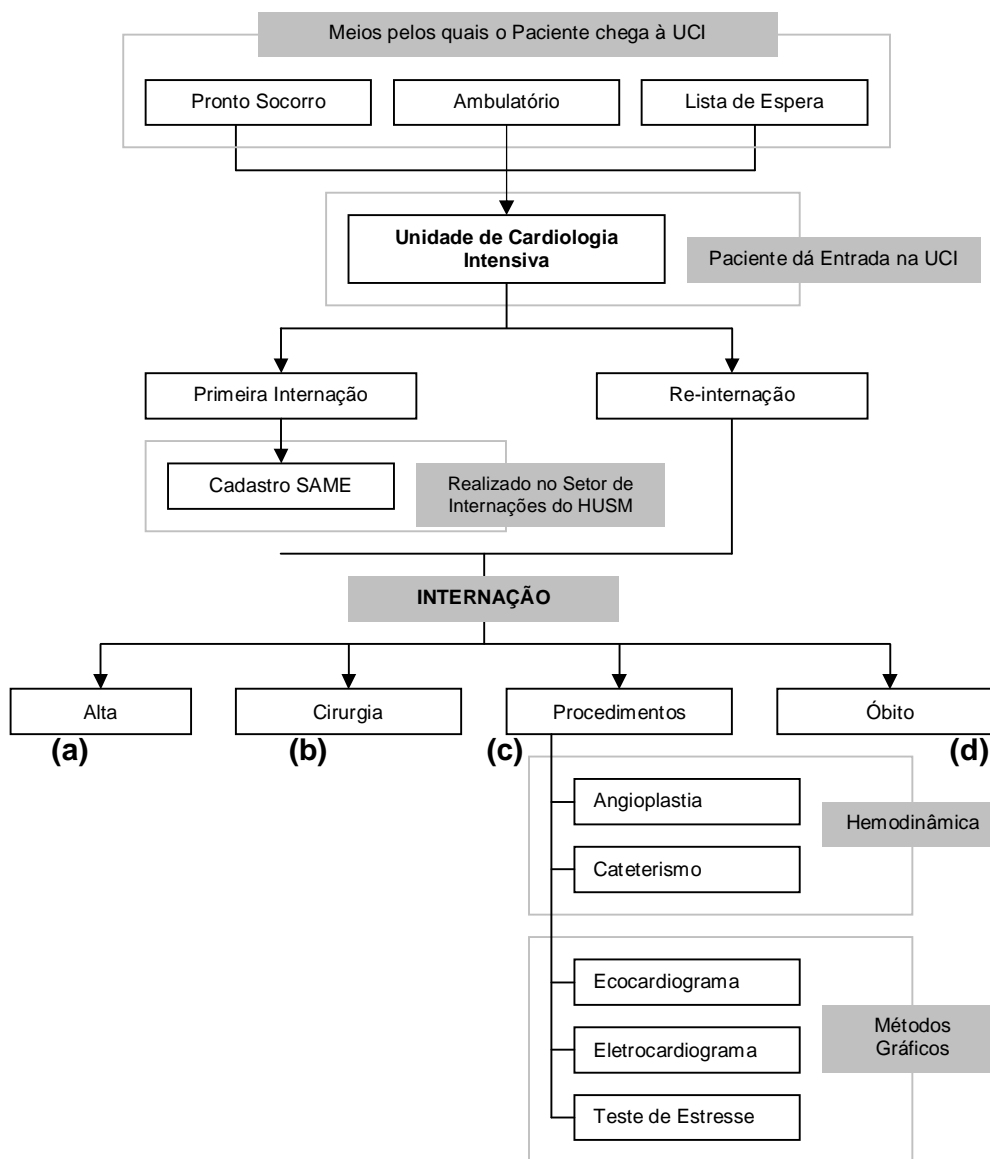 Meios pelos quais o Paciente chega à UCI
Pronto Socorro
Ambulatório
Lista de Espera
Unidade de Cardiologia
Intensiva
Paciente dá Entrada na UCI
Primeira Internação
Re-internação
Cadastro SAME
Realizado no Setor de
Internações do HUSM
INTERNAÇÃO
Alta
Cirurgia
Procedimentos
Óbito
(a)
(b)
(c)
(d)
Angioplastia
Hemodinâmica
Cateterismo
Ecocardiograma
Métodos
Gráficos
Eletrocardiograma
Teste de Estresse